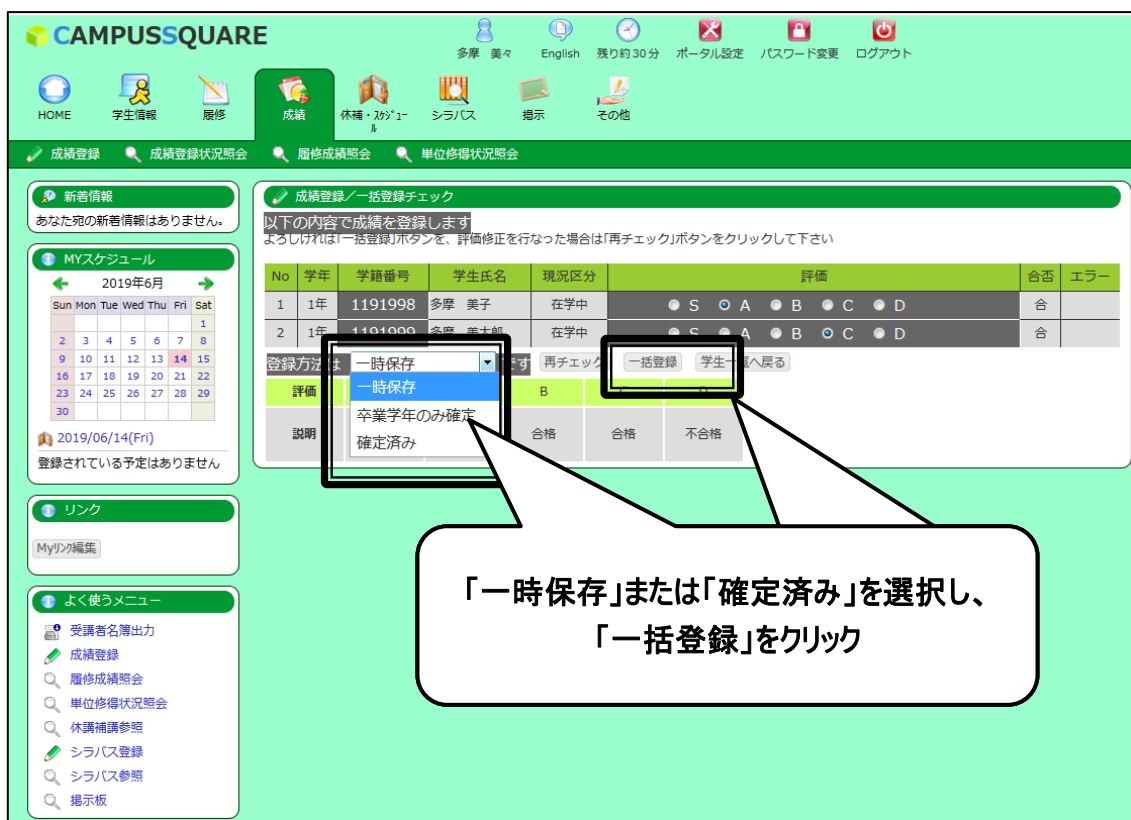 CAMPUSSQUARE
多摩 美々 English 残り約30分 ポータル設定 パスワード変更 ログアウト
HOME 学生情報 履修 成績 休補・ｽｹｼﾞｭｰ シラバス 掲示 その他
ﾙ
成績登録 成績登録状況照会 履修成績照会 単位修得状況照会
新着情報
あなた宛の新着情報はありません。
MYスケジュール
2019年6月
Sun Mon Tue Wed Thu Fri Sat
1
2 3 4 5 6 7 8
9 10 11 12 13 14 15
16 17 18 19 20 21 22
23 24 25 26 27 28 29
30
2019/06/14(Fri)
登録されている予定はありません
リンク
Myﾘﾝｸ編集
よく使うメニュー
受講者名簿出力
成績登録
履修成績照会
単位修得状況照会
休講補講参照
シラバス登録
シラバス参照
掲示板
成績登録／一括登録チェック
以下の内容で成績を登録します
よろしければ「一括登録」ボタンを、評価修正を行なった場合は「再チェック」ボタンをクリックして下さい
No 学年 学籍番号 学生氏名 現況区分 評価 合否 エラー
1 1年 1191998 多摩 美子 在学中 S A B C D 合
2 1年 1191999 多摩 美太郎 在学中 S A B C D 合
登録方法は 一時保存 です 再チェック 一括登録 学生一覧へ戻る
一時保存
卒業学年のみ確定
確定済み
評価 B C D
説明 合格 合格 不合格
「一時保存」または「確定済み」を選択し、
「一括登録」をクリック